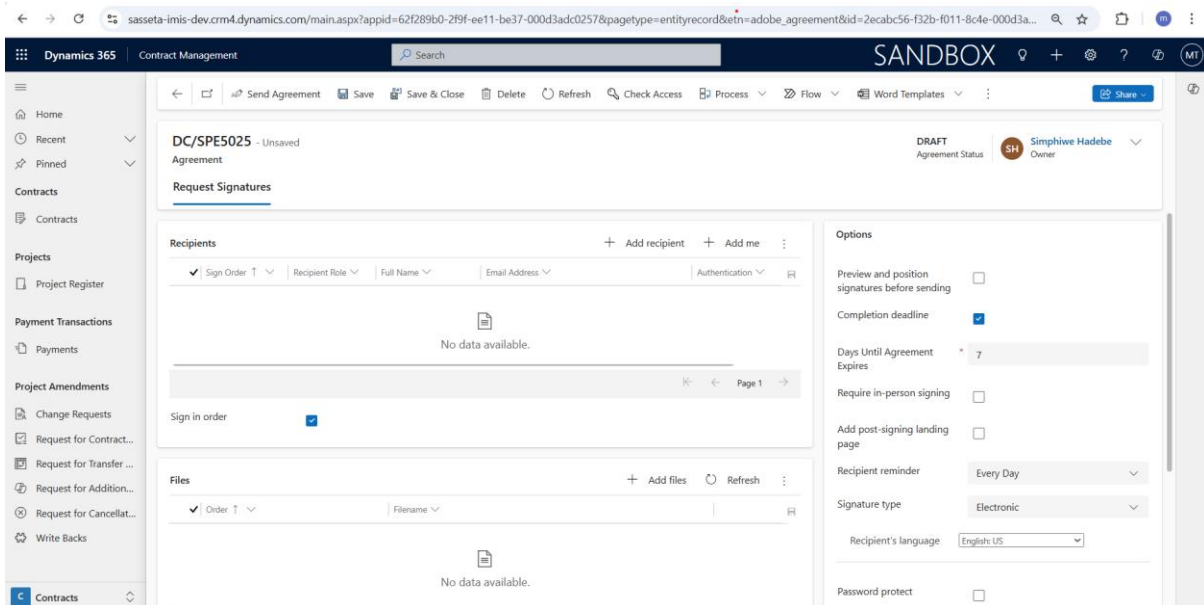 sasseta-imis-dev.crm4.dynamics.com/main.aspx?appid=62f289b0-2f9f-ee11-be37-000d3adc0257&pagetype=entityrecord&etn=adobe_agreement&id=2ecabc56-f32b-f011-8c4e-000d3a...
m
Dynamics 365 Contract Management Search SANDBOX MT
Send Agreement Save Save & Close Delete Refresh Check Access Process Flow Word Templates Share
Home
Recent
Pinned
Contracts
Contracts
Projects
Project Register
Payment Transactions
Payments
Project Amendments
Change Requests
Request for Contract...
Request for Transfer ...
Request for Addition...
Request for Cancellat...
Write Backs
C Contracts
DC/SPE5025 - Unsaved
Agreement
DRAFT
Agreement Status
SH
Simphiwe Hadebe
Owner
Request Signatures
Recipients + Add recipient + Add me
Sign Order Recipient Role Full Name Email Address Authentication
No data available.
Page 1
Sign in order
Files + Add files Refresh
Order Filename
No data available.
Options
Preview and position
signatures before sending
Completion deadline
Days Until Agreement
Expires
* 7
Require in-person signing
Add post-signing landing
page
Recipient reminder Every Day
Signature type Electronic
Recipient's language English: US
Password protect